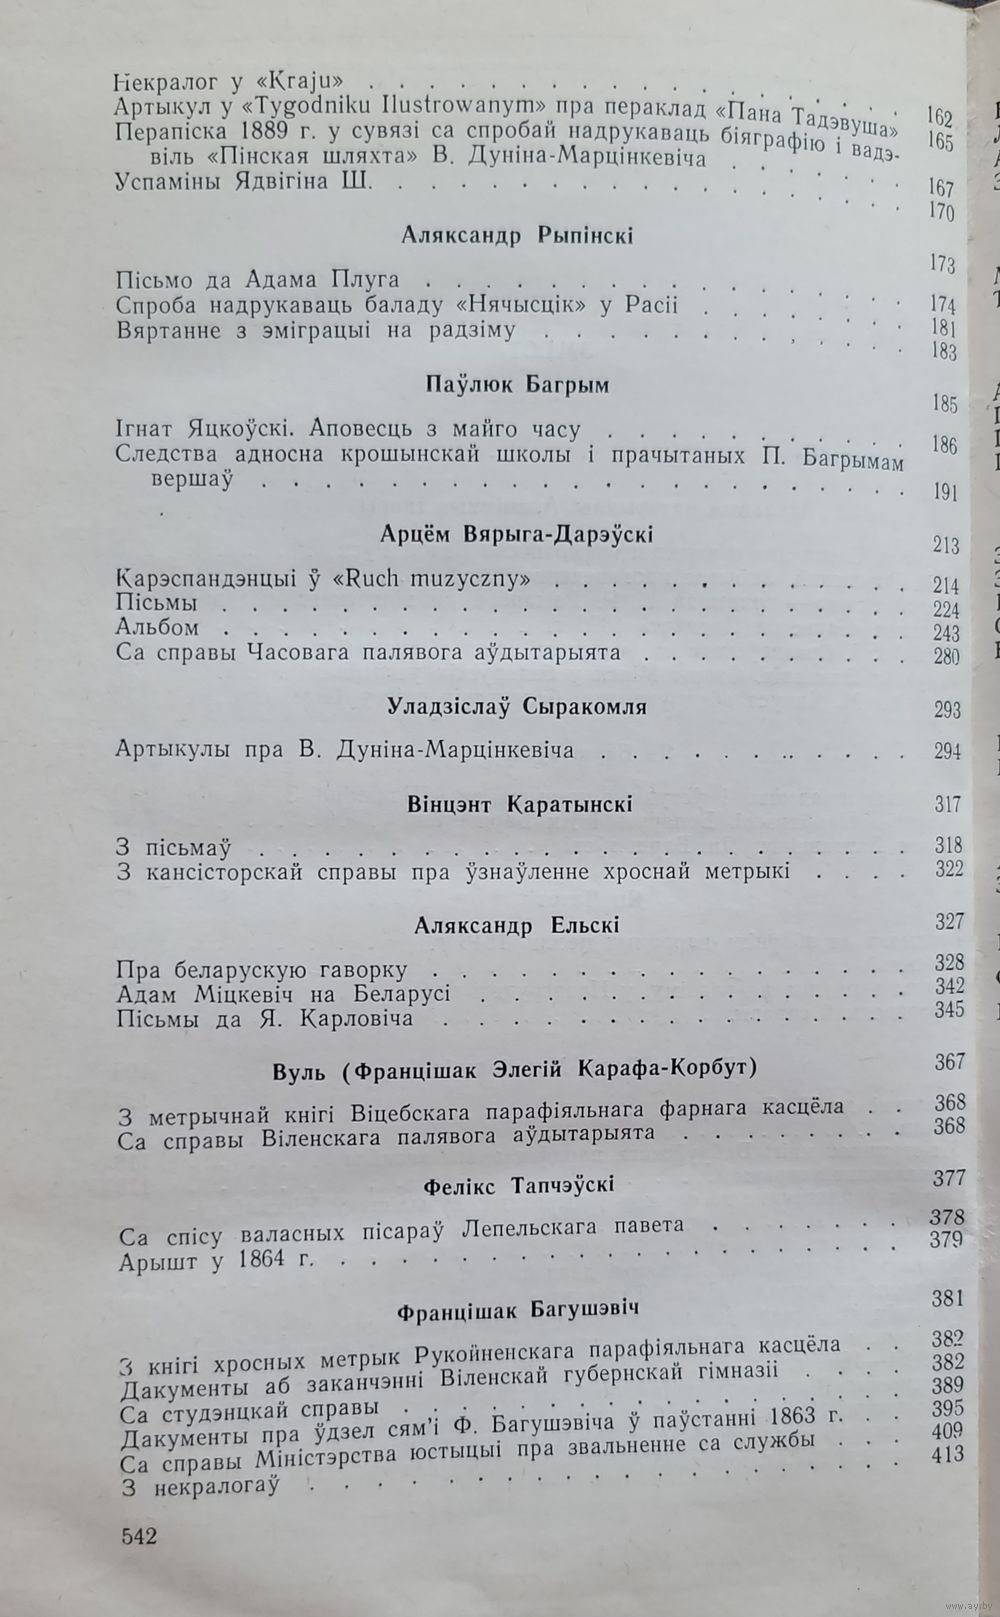 Некралог у «Kraju» . . . . . . . . . . . . . . . . . . 162
Артыкул у «Tygodniku Ilustrowanym» пра пераклад «Пана Тадэвуша» 165
Перапіска 1889 г. у сувязі са спробай надрукаваць біяграфію і вадэ-
віль «Пінская шляхта» В. Дуніна-Марцінкевіча . . . . . . 167
Успаміны Ядвігіна Ш. . . . . . . . . . . . . . . . . . 170
Аляксандр Рыпінскі 173
Пісьмо да Адама Плуга . . . . . . . . . . . . . . . . 174
Спроба надрукаваць баладу «Нячысцік» у Расіі . . . . . . . 181
Вяртанне з эміграцыі на радзіму . . . . . . . . . . . . . 183
Паўлюк Багрым 185
Ігнат Яцкоўскі. Аповесць з майго часу . . . . . . . . . . . 186
Следства адносна крошынскай школы і прачытаных П. Багрымам
вершаў . . . . . . . . . . . . . . . . . . . . . . 191
Арцём Вярыга-Дарэўскі 213
Карэспандэнцыі ў «Ruch muzyczny» . . . . . . . . . . . . 214
Пісьмы . . . . . . . . . . . . . . . . . . . . . . . 224
Альбом . . . . . . . . . . . . . . . . . . . . . . . 243
Са справы Часовага палявога аўдытарыята . . . . . . . . . 280
Уладзіслаў Сыракомля 293
Артыкулы пра В. Дуніна-Марцінкевіча . . . . . . . . . . . 294
Вінцэнт Каратынскі 317
З пісьмаў . . . . . . . . . . . . . . . . . . . . . . 318
З кансісторскай справы пра ўзнаўленне хроснай метрыкі . . . . 322
Аляксандр Ельскі 327
Пра беларускую гаворку . . . . . . . . . . . . . . . . 328
Адам Міцкевіч на Беларусі . . . . . . . . . . . . . . . 342
Пісьмы да Я. Карловіча . . . . . . . . . . . . . . . . 345
Вуль (Францішак Элегій Карафа-Корбут) 367
З метрычнай кнігі Віцебскага парафіяльнага фарнага касцёла . . 368
Са справы Віленскага палявога аўдытарыята . . . . . . . . 368
Фелікс Тапчэўскі 377
Са спісу валасных пісараў Лепельскага павета . . . . . . . 378
Арышт у 1864 г. . . . . . . . . . . . . . . . . . . . 379
Францішак Багушэвіч 381
З кнігі хросных метрык Рукойненскага парафіяльнага касцёла . . 382
Дакументы аб заканчэнні Віленскай губернскай гімназіі . . . . 382
Са студэнцкай справы . . . . . . . . . . . . . . . . . 389
Дакументы пра ўдзел сям’і Ф. Багушэвіча ў паўстанні 1863 г. . . 395
Са справы Міністэрства юстыцыі пра звальненне са службы . . . 409
З некралогаў . . . . . . . . . . . . . . . . . . . . 413
542
www.ay.by